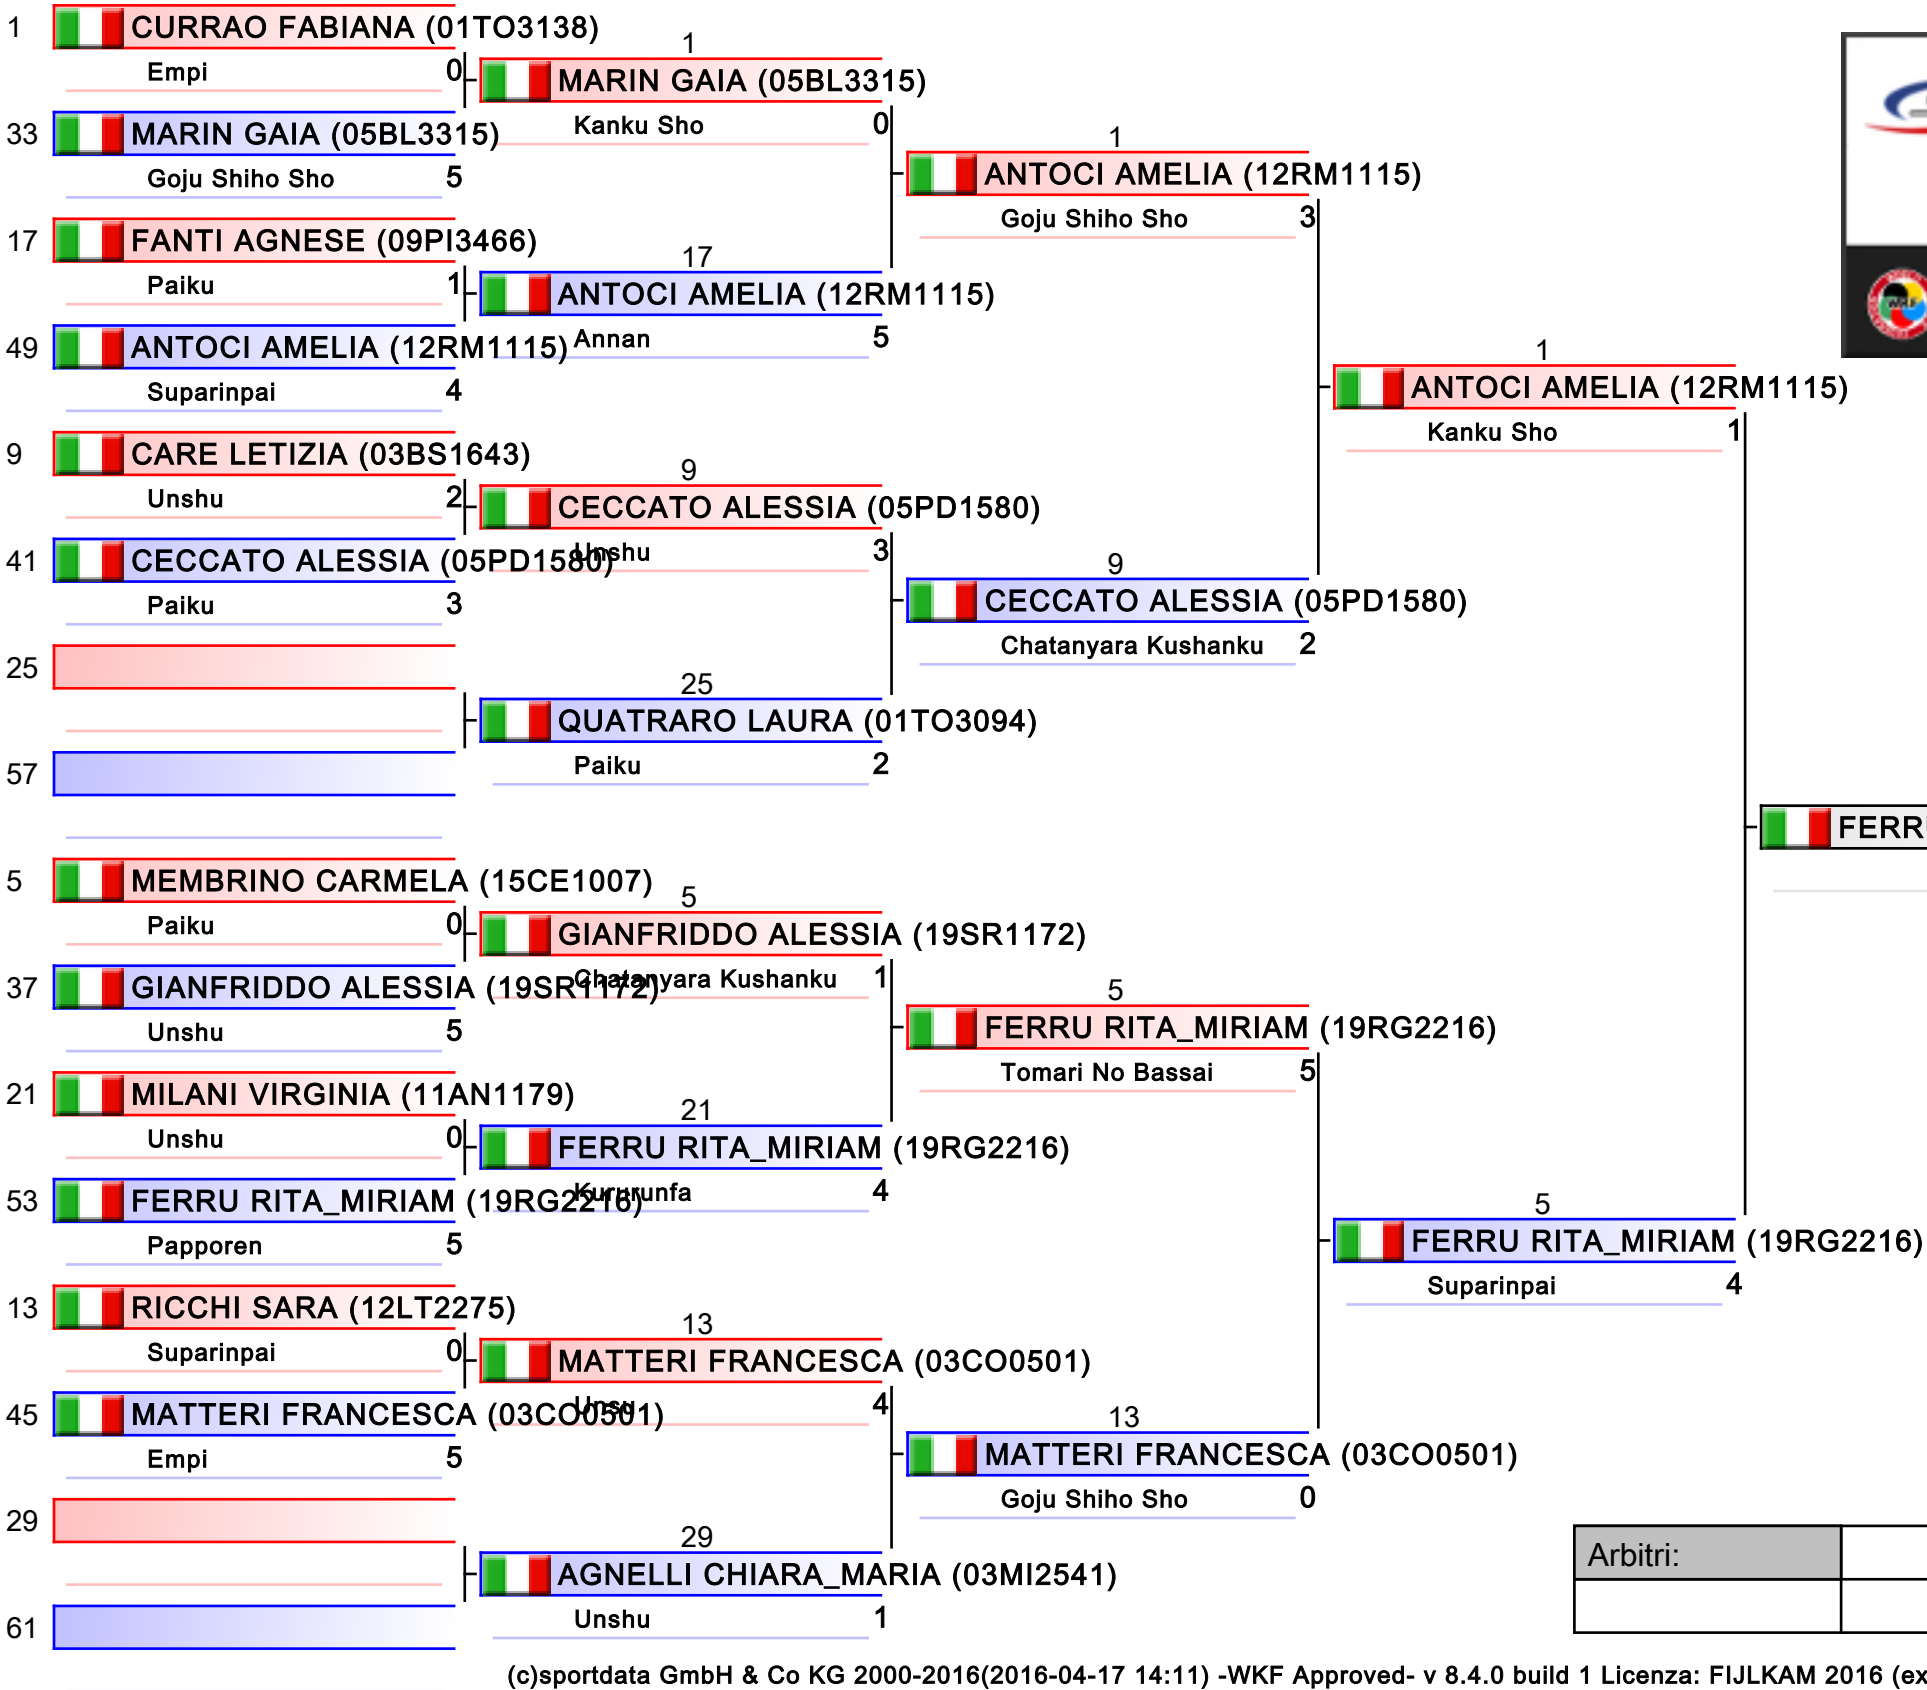 1 CURRAO FABIANA (01TO3138)
Empi 0
33 MARIN GAIA (05BL3315)
Goju Shiho Sho 5
17 FANTI AGNESE (09PI3466)
Paiku 1
49 ANTOCI AMELIA (12RM1115)
Suparinpai 4
9 CARE LETIZIA (03BS1643)
Unshu 2
41 CECCATO ALESSIA (05PD1580)
Paiku 3
25
57
5 MEMBRINO CARMELA (15CE1007)
Paiku 0
37 GIANFRIDDO ALESSIA (19SR1172)
Unshu 5
21 MILANI VIRGINIA (11AN1179)
Unshu 0
53 FERRU RITA_MIRIAM (19RG2216)
Papporen 5
13 RICCHI SARA (12LT2275)
Suparinpai 0
45 MATTERI FRANCESCA (03CO0501)
Empi 5
29
61
1
MARIN GAIA (05BL3315)
Kanku Sho 0
17
ANTOCI AMELIA (12RM1115)
Annan 5
9
CECCATO ALESSIA (05PD1580)
Unshu 3
25
QUATRARO LAURA (01TO3094)
Paiku 2
5
GIANFRIDDO ALESSIA (19SR1172)
Chatanyara Kushanku 1
21
FERRU RITA_MIRIAM (19RG2216)
Kururunfa 4
13
MATTERI FRANCESCA (03CO0501)
Unsu 4
29
AGNELLI CHIARA_MARIA (03MI2541)
Unshu 1
1
ANTOCI AMELIA (12RM1115)
Goju Shiho Sho 3
9
CECCATO ALESSIA (05PD1580)
Chatanyara Kushanku 2
5
FERRU RITA_MIRIAM (19RG2216)
Tomari No Bassai 5
13
MATTERI FRANCESCA (03CO0501)
Goju Shiho Sho 0
1
ANTOCI AMELIA (12RM1115)
Kanku Sho 1
5
FERRU RITA_MIRIAM (19RG2216)
Suparinpai 4
FERR
WKF
Arbitri:
(c)sportdata GmbH & Co KG 2000-2016(2016-04-17 14:11) -WKF Approved- v 8.4.0 build 1 Licenza: FIJLKAM 2016 (ex